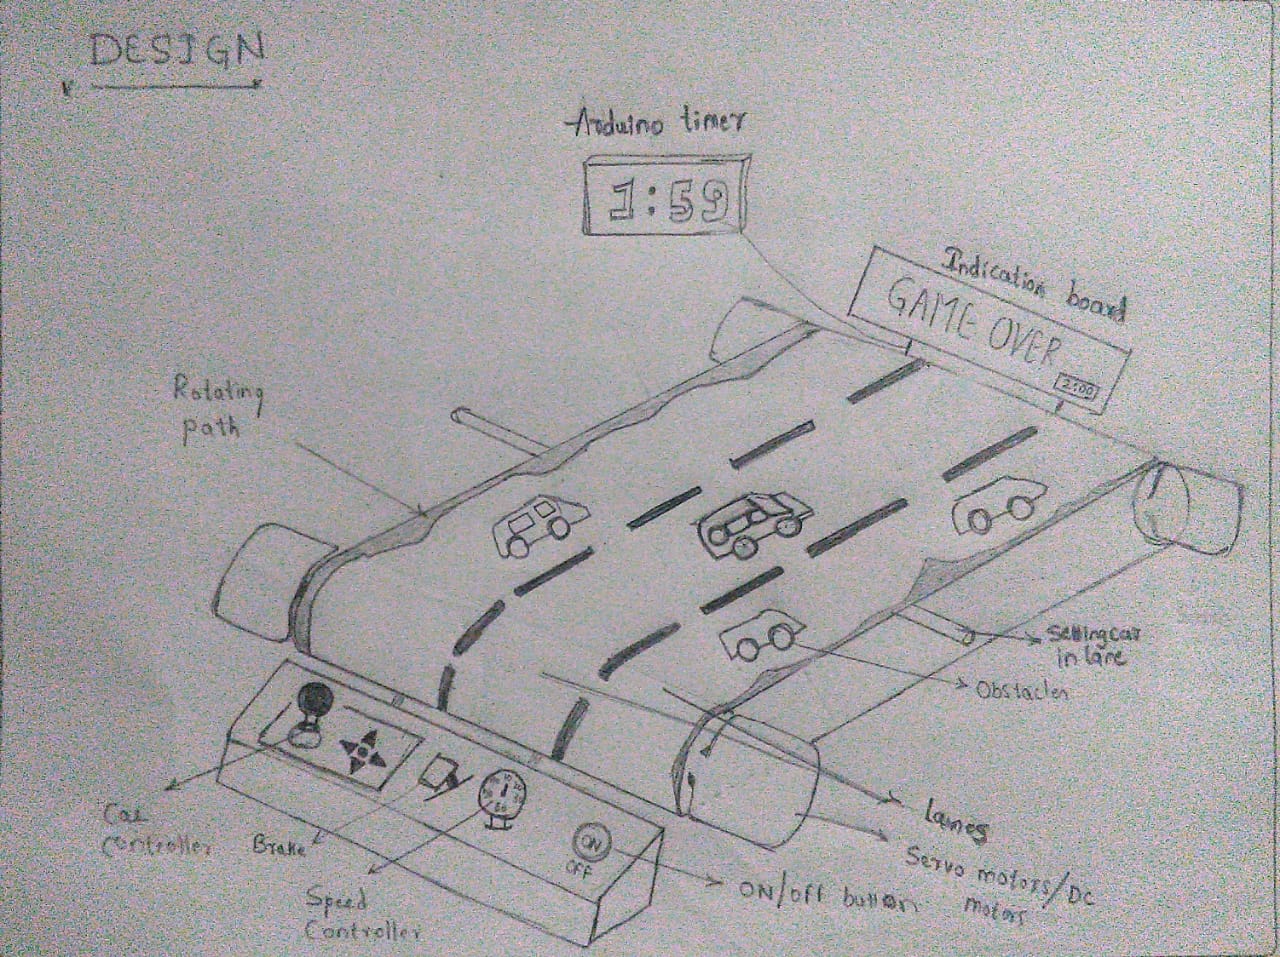 DESIGN
Arduino timer
1:59
Indication board
GAME OVER
2:00
Rotating
path
Setting car
in lane
Obstacles
Lanes
Servo motors/DC
motors
ON/off button
ON
OFF
Car
controller
Brake
Speed
Controller